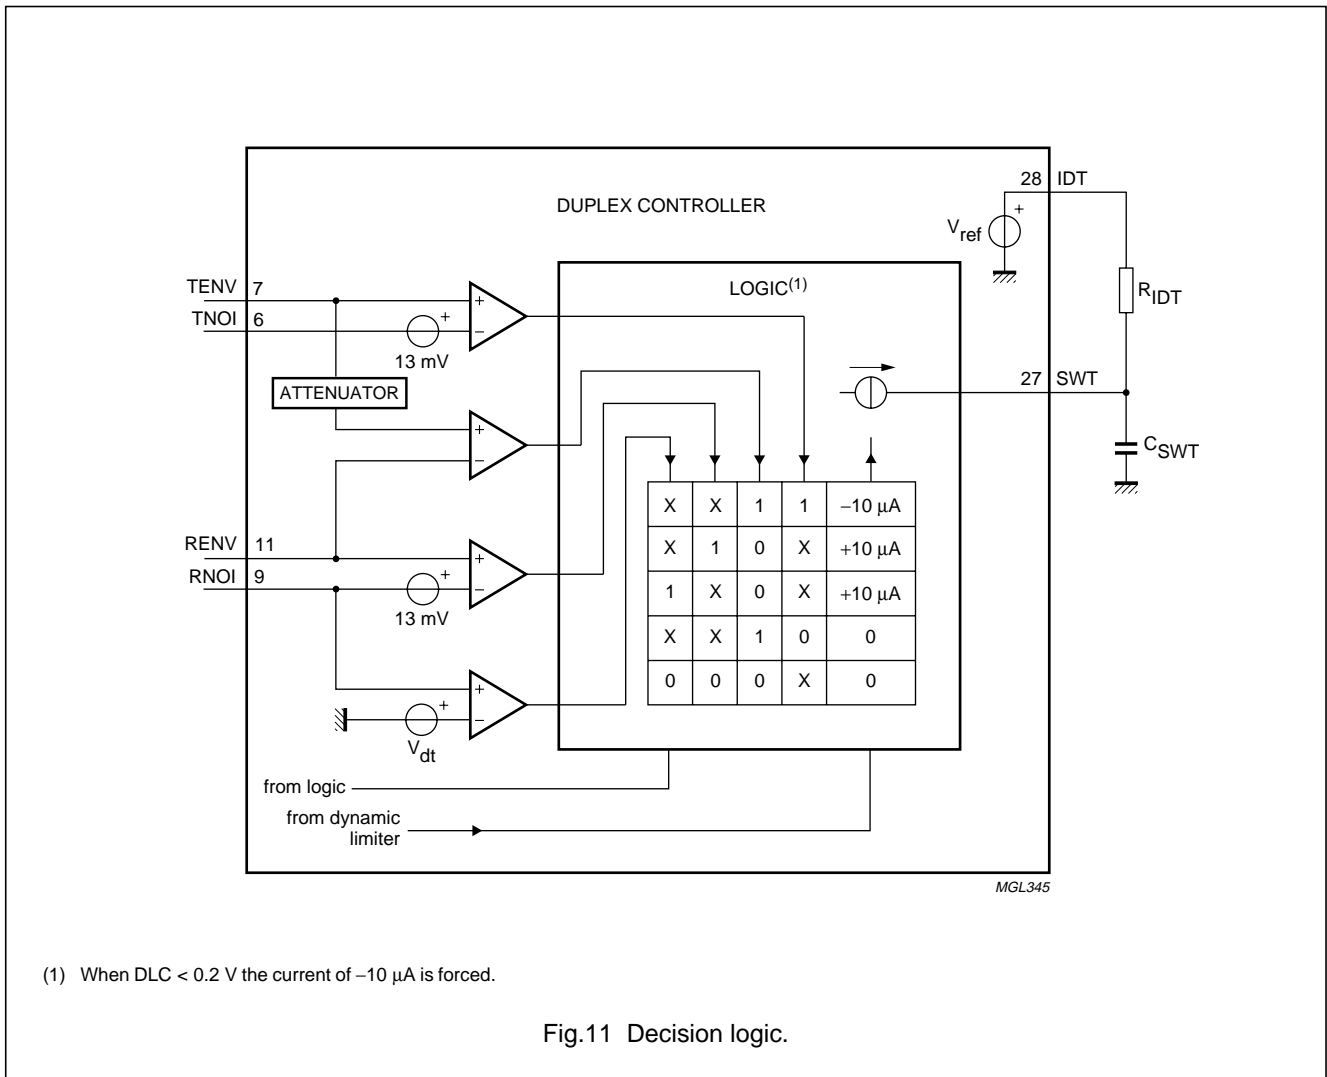 DUPLEX CONTROLLER
28 IDT
V_ref
+
R_IDT
TENV 7
TNOI 6
+
13 mV
+
−
LOGIC(1)
ATTENUATOR
+
−
27 SWT
C_SWT
RENV 11
RNOI 9
+
13 mV
+
−
X X 1 1 −10 μA
X 1 0 X +10 μA
1 X 0 X +10 μA
X X 1 0 0
0 0 0 X 0
+
V_dt
+
−
from logic
from dynamic
limiter
MGL345
(1) When DLC < 0.2 V the current of −10 μA is forced.
Fig.11 Decision logic.